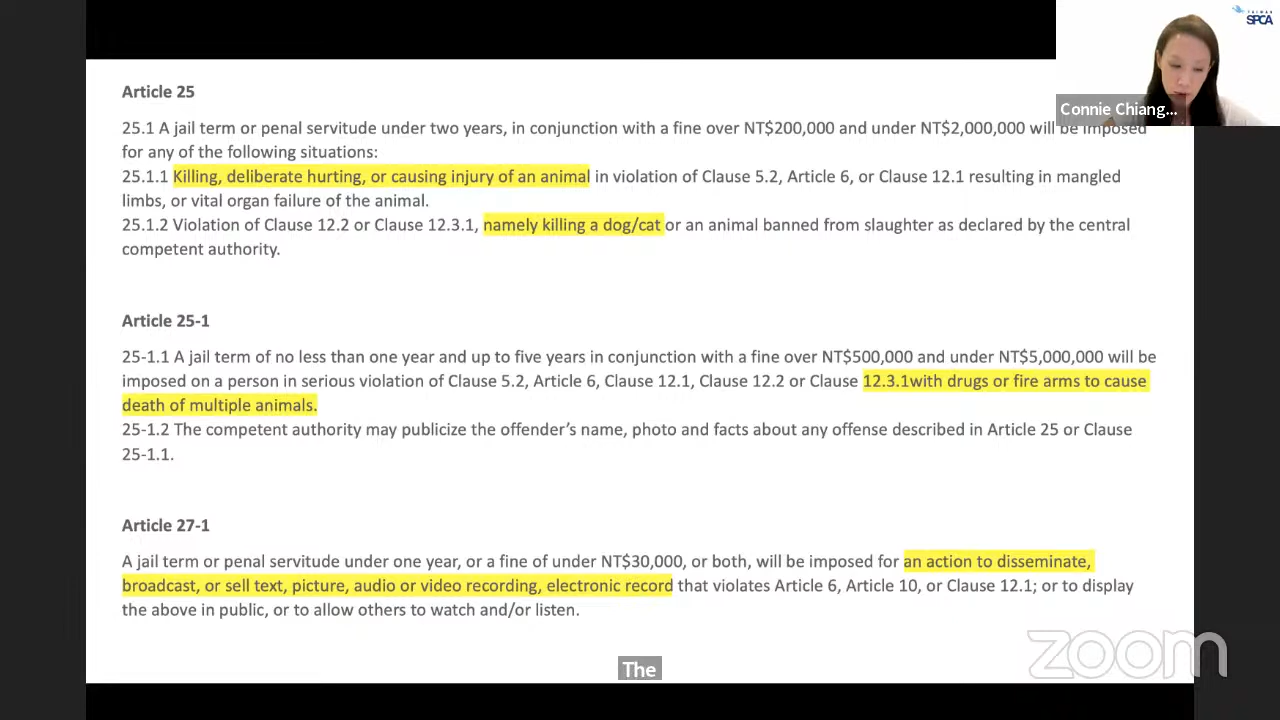 TAIWAN
SPCA
Connie Chiang...
Article 25
25.1 A jail term or penal servitude under two years, in conjunction with a fine over NT$200,000 and under NT$2,000,000 will be imposed
for any of the following situations:
25.1.1 Killing, deliberate hurting, or causing injury of an animal in violation of Clause 5.2, Article 6, or Clause 12.1 resulting in mangled
limbs, or vital organ failure of the animal.
25.1.2 Violation of Clause 12.2 or Clause 12.3.1, namely killing a dog/cat or an animal banned from slaughter as declared by the central
competent authority.
Article 25-1
25-1.1 A jail term of no less than one year and up to five years in conjunction with a fine over NT$500,000 and under NT$5,000,000 will be
imposed on a person in serious violation of Clause 5.2, Article 6, Clause 12.1, Clause 12.2 or Clause 12.3.1with drugs or fire arms to cause
death of multiple animals.
25-1.2 The competent authority may publicize the offender’s name, photo and facts about any offense described in Article 25 or Clause
25-1.1.
Article 27-1
A jail term or penal servitude under one year, or a fine of under NT$30,000, or both, will be imposed for an action to disseminate,
broadcast, or sell text, picture, audio or video recording, electronic record that violates Article 6, Article 10, or Clause 12.1; or to display
the above in public, or to allow others to watch and/or listen.
zoom
The